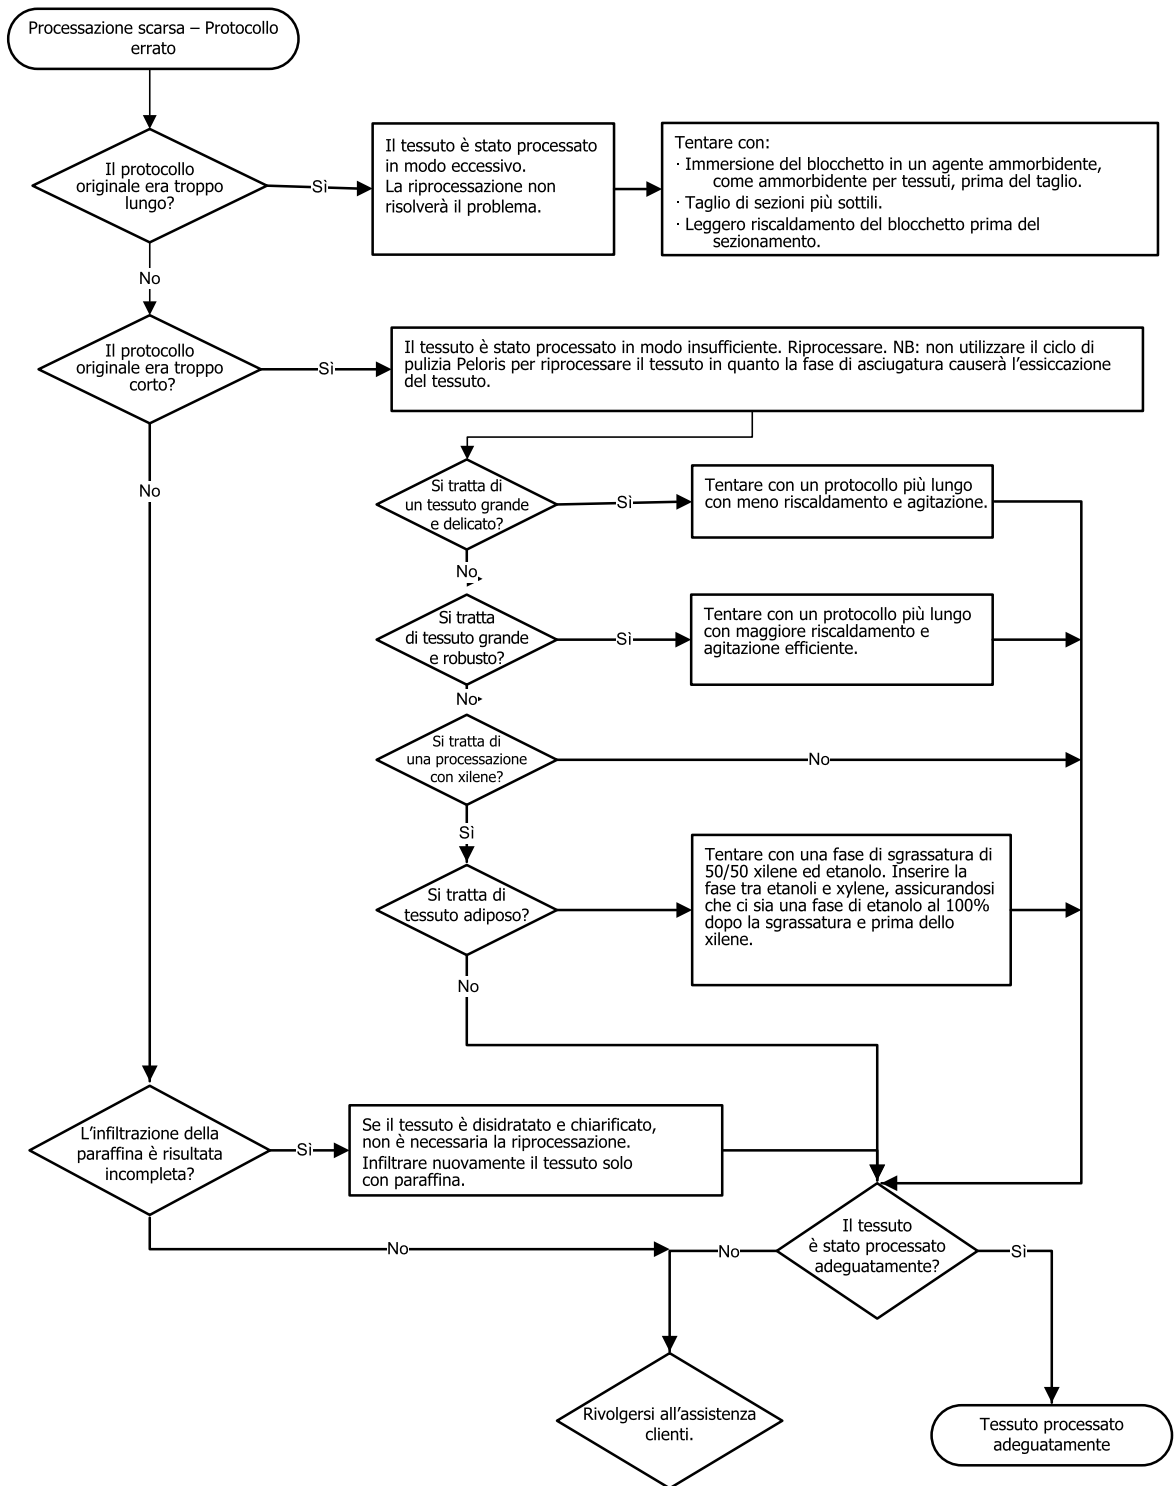 Processazione scarsa – Protocollo
errato
Il protocollo
originale era troppo
lungo?
Sì
Il tessuto è stato processato
in modo eccessivo.
La riprocessazione non
risolverà il problema.
Tentare con:
· Immersione del blocchetto in un agente ammorbidente,
come ammorbidente per tessuti, prima del taglio.
· Taglio di sezioni più sottili.
· Leggero riscaldamento del blocchetto prima del
sezionamento.
No
Il protocollo
originale era troppo
corto?
Sì
Il tessuto è stato processato in modo insufficiente. Riprocessare. NB: non utilizzare il ciclo di
pulizia Peloris per riprocessare il tessuto in quanto la fase di asciugatura causerà l’essiccazione
del tessuto.
No
Si tratta di
un tessuto grande
e delicato?
Sì
Tentare con un protocollo più lungo
con meno riscaldamento e agitazione.
No
Si tratta
di tessuto grande
e robusto?
Sì
Tentare con un protocollo più lungo
con maggiore riscaldamento e
agitazione efficiente.
No
Si tratta di
una processazione
con xilene?
No
Sì
Si tratta di
tessuto adiposo?
Tentare con una fase di sgrassatura di
50/50 xilene ed etanolo. Inserire la
fase tra etanoli e xylene, assicurandosi
che ci sia una fase di etanolo al 100%
dopo la sgrassatura e prima dello
xilene.
No
L’infiltrazione della
paraffina è risultata
incompleta?
Sì
Se il tessuto è disidratato e chiarificato,
non è necessaria la riprocessazione.
Infiltrare nuovamente il tessuto solo
con paraffina.
No
Il tessuto
è stato processato
adeguatamente?
No
Sì
Rivolgersi all’assistenza
clienti.
Tessuto processato
adeguatamente